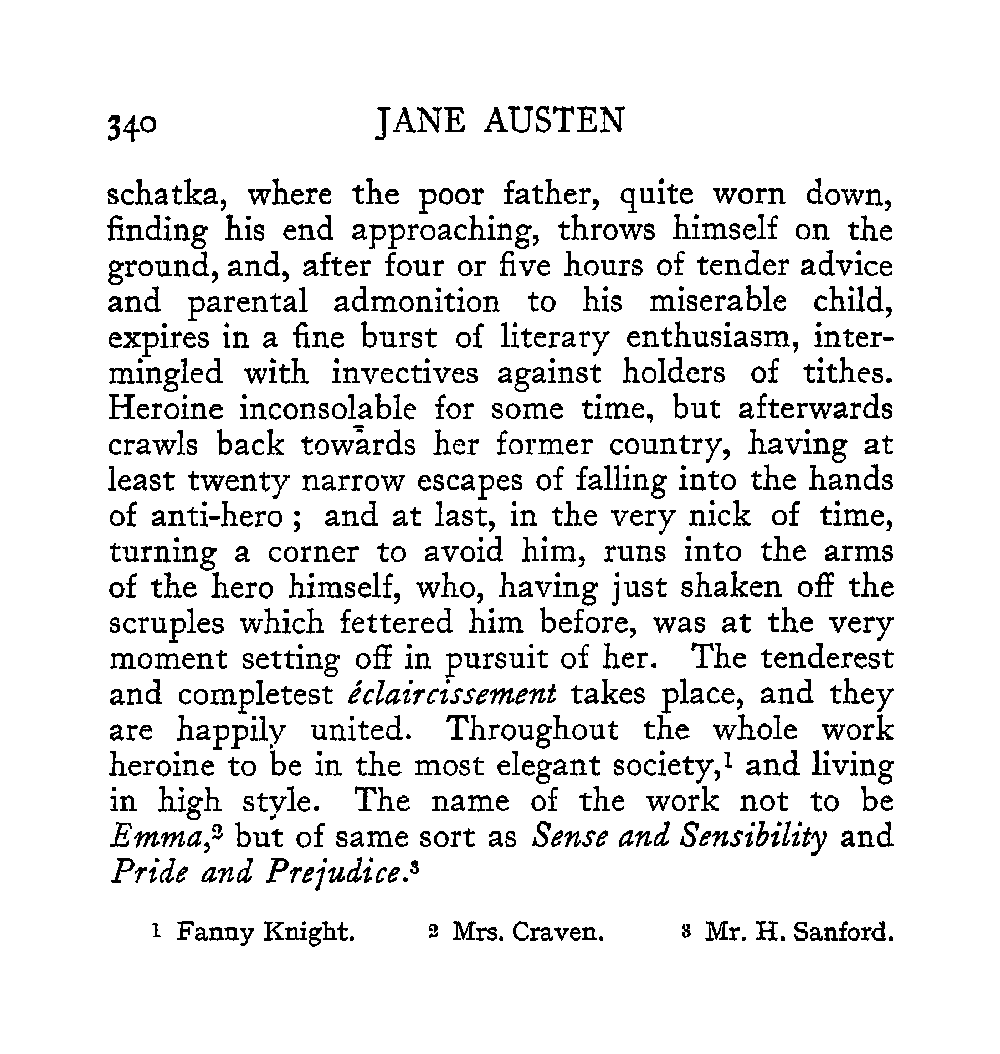 340 JANE AUSTEN
schatka, where the poor father, quite worn down,
finding his end approaching, throws himself on the
ground, and, after four or five hours of tender advice
and parental admonition to his miserable child,
expires in a fine burst of literary enthusiasm, inter-
mingled with invectives against holders of tithes.
Heroine inconsolable for some time, but afterwards
crawls back towards her former country, having at
least twenty narrow escapes of falling into the hands
of anti-hero ; and at last, in the very nick of time,
turning a corner to avoid him, runs into the arms
of the hero himself, who, having just shaken off the
scruples which fettered him before, was at the very
moment setting off in pursuit of her. The tenderest
and completest éclaircissement takes place, and they
are happily united. Throughout the whole work
heroine to be in the most elegant society,¹ and living
in high style. The name of the work not to be
Emma,² but of same sort as Sense and Sensibility and
Pride and Prejudice.³
¹ Fanny Knight. ² Mrs. Craven. ³ Mr. H. Sanford.